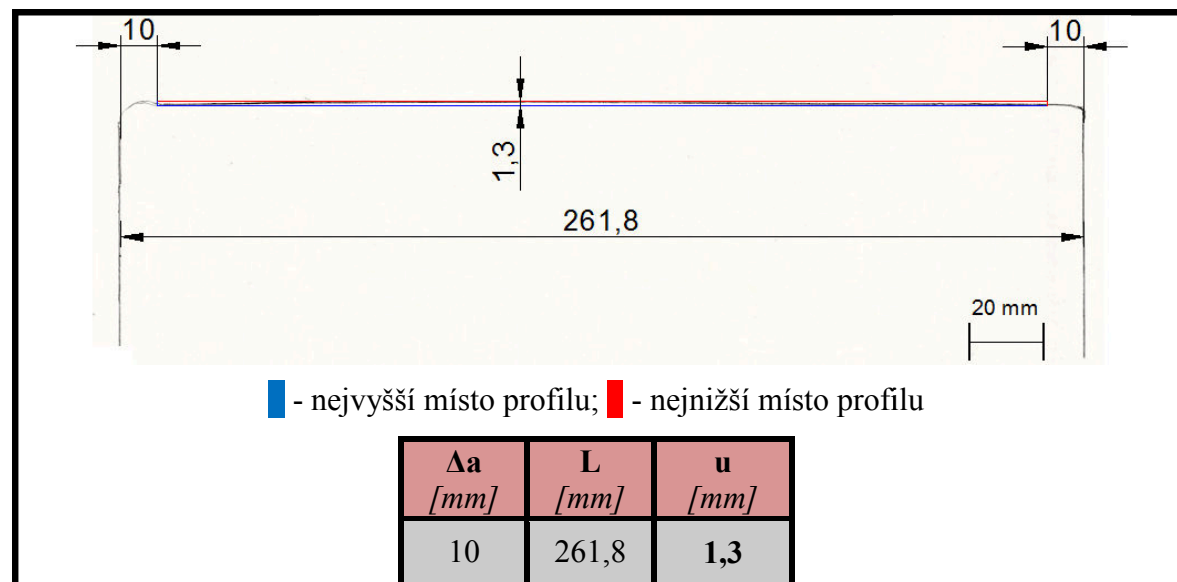 10
10
1,3
261,8
20 mm
- nejvyšší místo profilu; - nejnižší místo profilu
Δa L u
[mm] [mm] [mm]
10 261,8 1,3